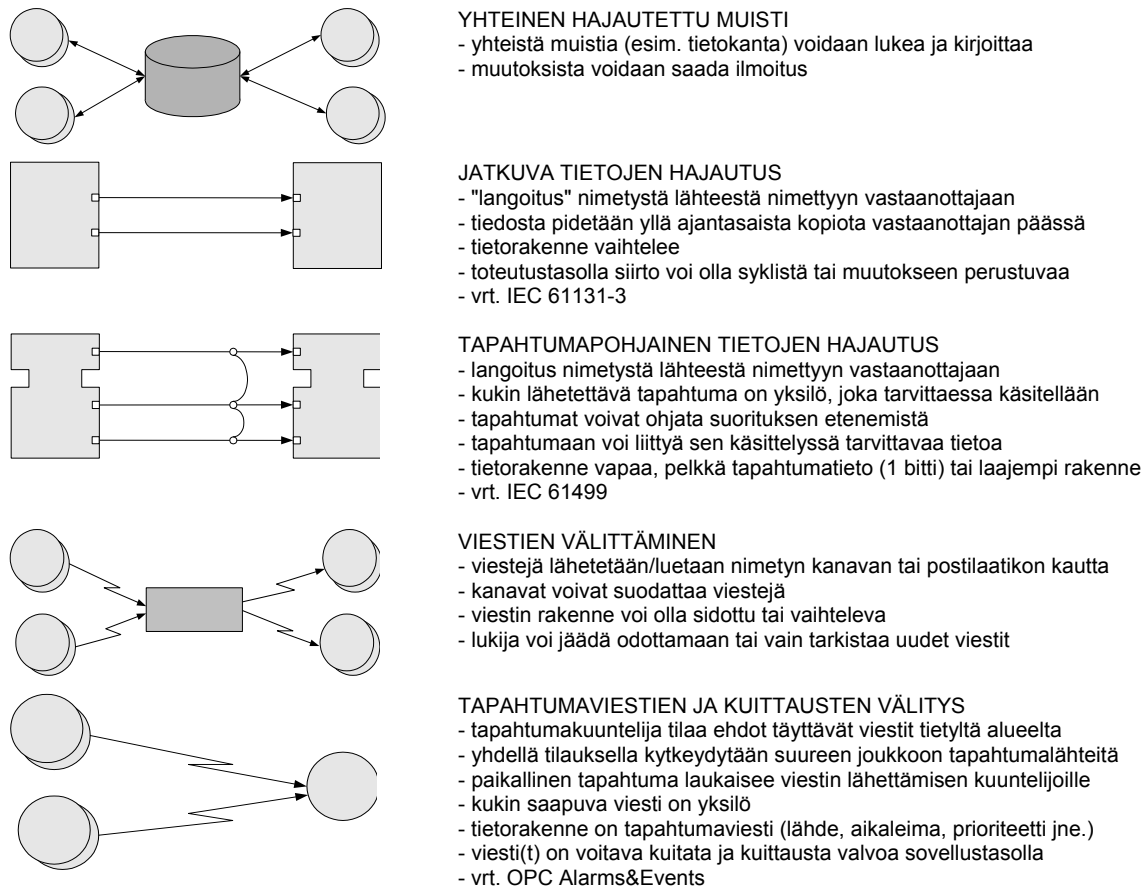 YHTEINEN HAJAUTETTU MUISTI
- yhteistä muistia (esim. tietokanta) voidaan lukea ja kirjoittaa
- muutoksista voidaan saada ilmoitus
JATKUVA TIETOJEN HAJAUTUS
- "langoitus" nimetystä lähteestä nimettyyn vastaanottajaan
- tiedosta pidetään yllä ajantasaista kopiota vastaanottajan päässä
- tietorakenne vaihtelee
- toteutustasolla siirto voi olla syklistä tai muutokseen perustuvaa
- vrt. IEC 61131-3
TAPAHTUMAPOHJAINEN TIETOJEN HAJAUTUS
- langoitus nimetystä lähteestä nimettyyn vastaanottajaan
- kukin lähetettävä tapahtuma on yksilö, joka tarvittaessa käsitellään
- tapahtumat voivat ohjata suorituksen etenemistä
- tapahtumaan voi liittyä sen käsittelyssä tarvittavaa tietoa
- tietorakenne vapaa, pelkkä tapahtumatieto (1 bitti) tai laajempi rakenne
- vrt. IEC 61499
VIESTIEN VÄLITTÄMINEN
- viestejä lähetetään/luetaan nimetyn kanavan tai postilaatikon kautta
- kanavat voivat suodattaa viestejä
- viestin rakenne voi olla sidottu tai vaihteleva
- lukija voi jäädä odottamaan tai vain tarkistaa uudet viestit
TAPAHTUMAVIESTIEN JA KUITTAUSTEN VÄLITYS
- tapahtumakuuntelija tilaa ehdot täyttävät viestit tietyltä alueelta
- yhdellä tilauksella kytkeydytään suureen joukkoon tapahtumalähteitä
- paikallinen tapahtuma laukaisee viestin lähettämisen kuuntelijoille
- kukin saapuva viesti on yksilö
- tietorakenne on tapahtumaviesti (lähde, aikaleima, prioriteetti jne.)
- viesti(t) on voitava kuitata ja kuittausta valvoa sovellustasolla
- vrt. OPC Alarms&Events